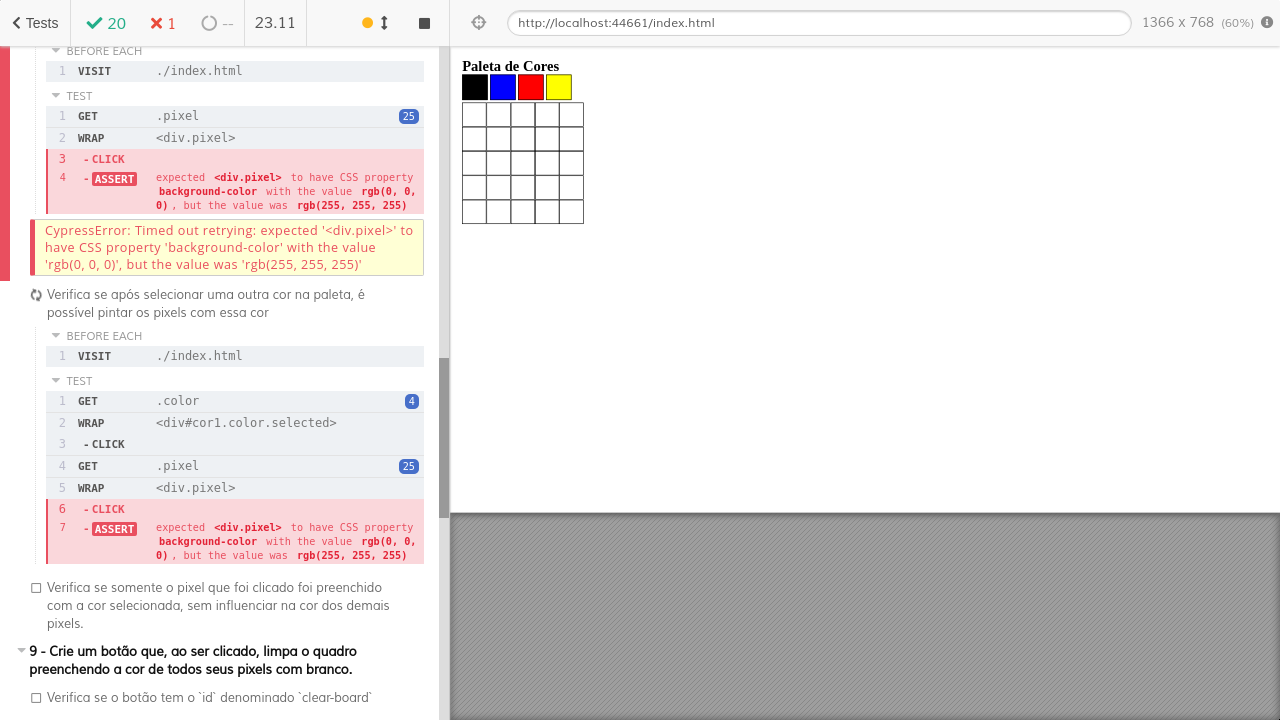 Tests 20 1 -- 23.11
BEFORE EACH
1 VISIT ./index.html
TEST
1 GET .pixel 25
2 WRAP <div.pixel>
3 - CLICK
4 - ASSERT expected <div.pixel> to have CSS property
background-color with the value rgb(0, 0,
0), but the value was rgb(255, 255, 255)
CypressError: Timed out retrying: expected '<div.pixel>' to
have CSS property 'background-color' with the value
'rgb(0, 0, 0)', but the value was 'rgb(255, 255, 255)'
Verifica se após selecionar uma outra cor na paleta, é
possível pintar os pixels com essa cor
BEFORE EACH
1 VISIT ./index.html
TEST
1 GET .color 4
2 WRAP <div#cor1.color.selected>
3 - CLICK
4 GET .pixel 25
5 WRAP <div.pixel>
6 - CLICK
7 - ASSERT expected <div.pixel> to have CSS property
background-color with the value rgb(0, 0,
0), but the value was rgb(255, 255, 255)
Verifica se somente o pixel que foi clicado foi preenchido
com a cor selecionada, sem influenciar na cor dos demais
pixels.
9 - Crie um botão que, ao ser clicado, limpa o quadro
preenchendo a cor de todos seus pixels com branco.
Verifica se o botão tem o `id` denominado `clear-board`
http://localhost:44661/index.html 1366 x 768 (60%)
Paleta de Cores